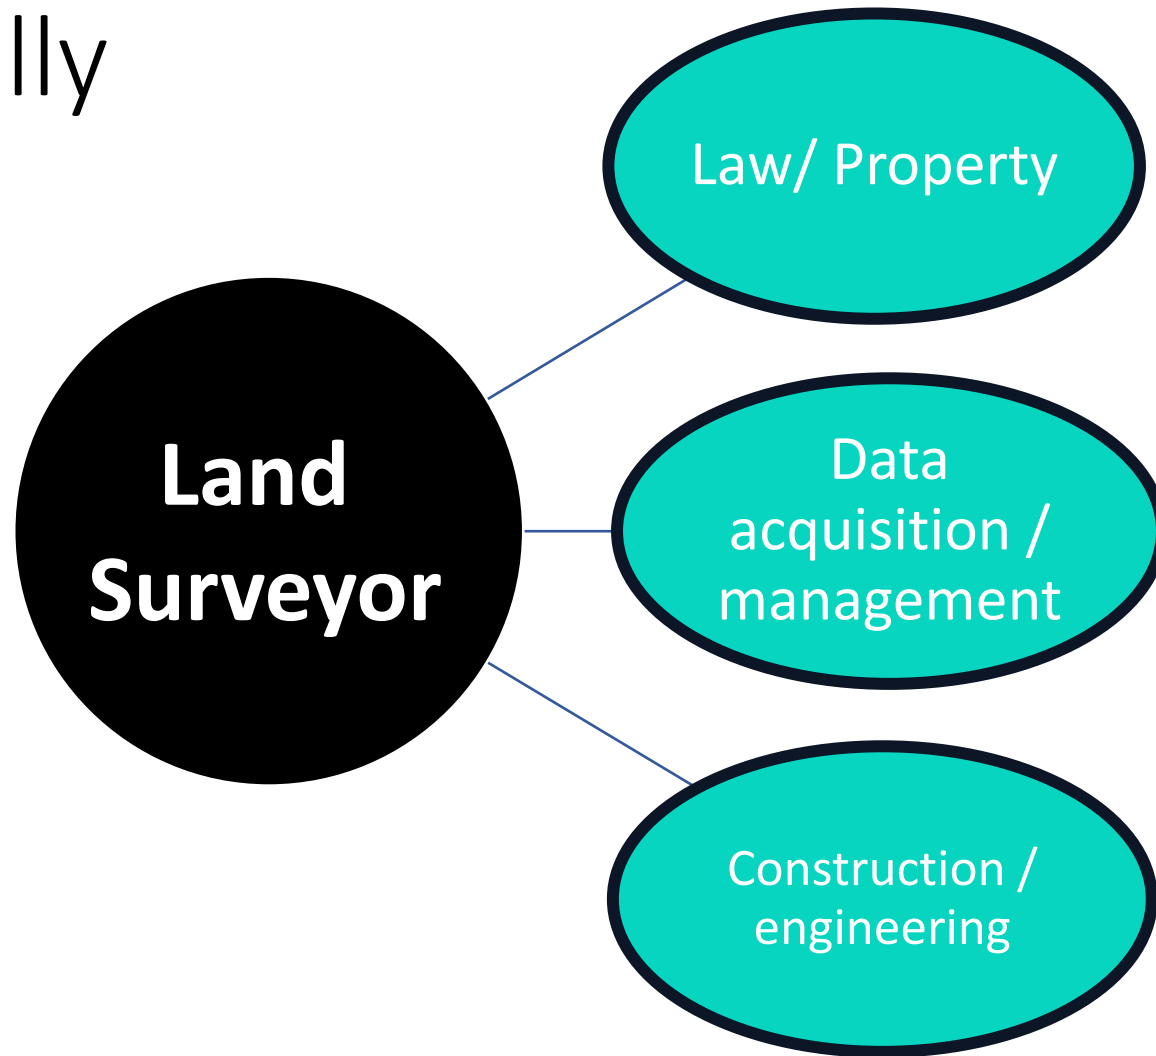 lly
Law/ Property
Land
Surveyor
Data
acquisition /
management
Construction /
engineering